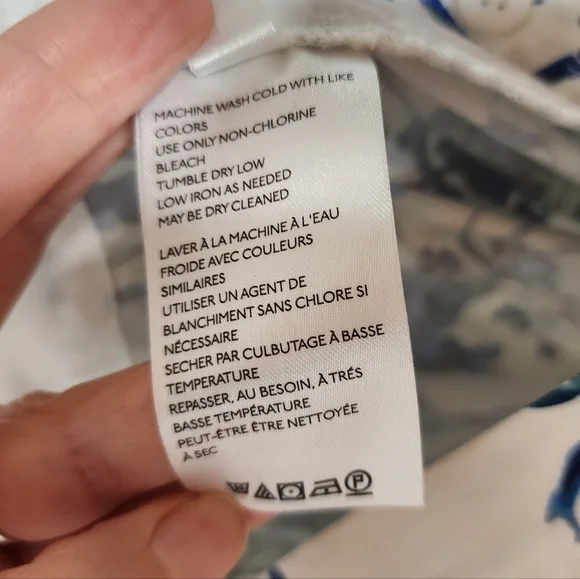 MACHINE WASH COLD WITH LIKE
COLORS
USE ONLY NON-CHLORINE
BLEACH
TUMBLE DRY LOW
LOW IRON AS NEEDED
MAY BE DRY CLEANED
LAVER À LA MACHINE À L'EAU
FROIDE AVEC COULEURS
SIMILAIRES
UTILISER UN AGENT DE
BLANCHIMENT SANS CHLORE SI
NÉCESSAIRE
SECHER PAR CULBUTAGE À BASSE
TEMPERATURE
REPASSER, AU BESOIN, À TRÉS
BASSE TEMPÉRATURE
PEUT-ÊTRE ÊTRE NETTOYÉE
À SEC
P